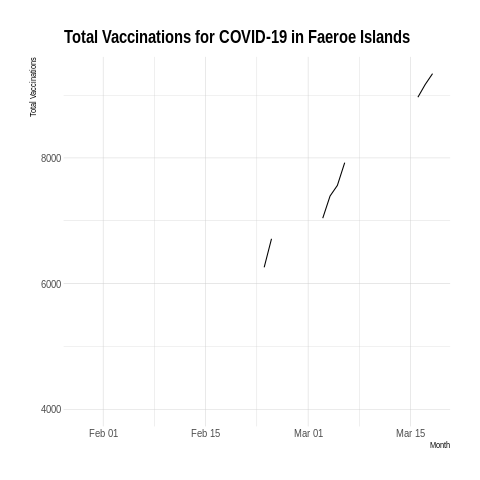 Total Vaccinations for COVID-19 in Faeroe Islands
Total Vaccinations
8000
6000
4000
Feb 01 Feb 15 Mar 01 Mar 15
Month